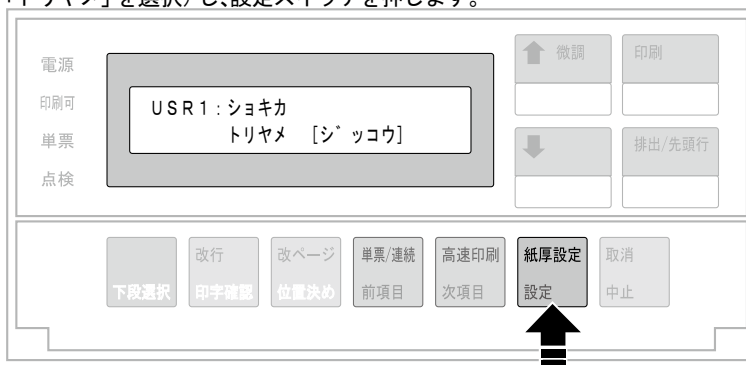 「トリヤメ」を選択)し、設定スイッチを押します。
電源
印刷可
単票
点検
USR1:ショキカ
トリヤメ [シ゛ッコウ]
微調
印刷
排出/先頭行
下段選択
改行
印字確認
改ページ
位置決め
単票/連続
前項目
高速印刷
次項目
紙厚設定
設定
取消
中止